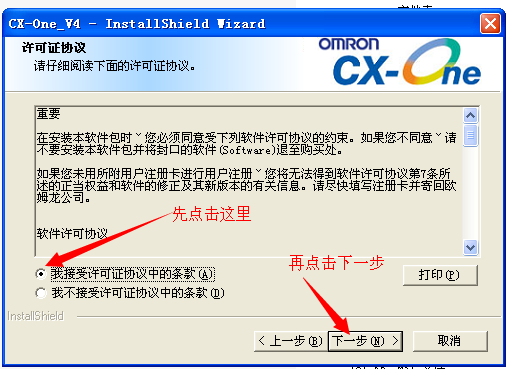 CX-One_V4 - InstallShield Wizard
许可证协议
请仔细阅读下面的许可证协议。
OMRON
CX-One
重要
在安装本软件包时ˇ您必须同意受下列软件许可协议的约束。如果您不同意ˇ请
不要安装本软件包并将封口的软件(Software)退至购买处。
如果您未用所附用户注册卡进行用户注册ˇ您将无法得到软件许可协议第7条所
述的正当权益和软件的修正及其新版本的有关信息。请尽快填写注册卡并寄回欧
姆龙公司。
先点击这里
软件许可协议
再点击下一步
我接受许可证协议中的条款(A)
打印(P)
我不接受许可证协议中的条款(D)
InstallShield
< 上一步(B)
下一步(N) >
取消